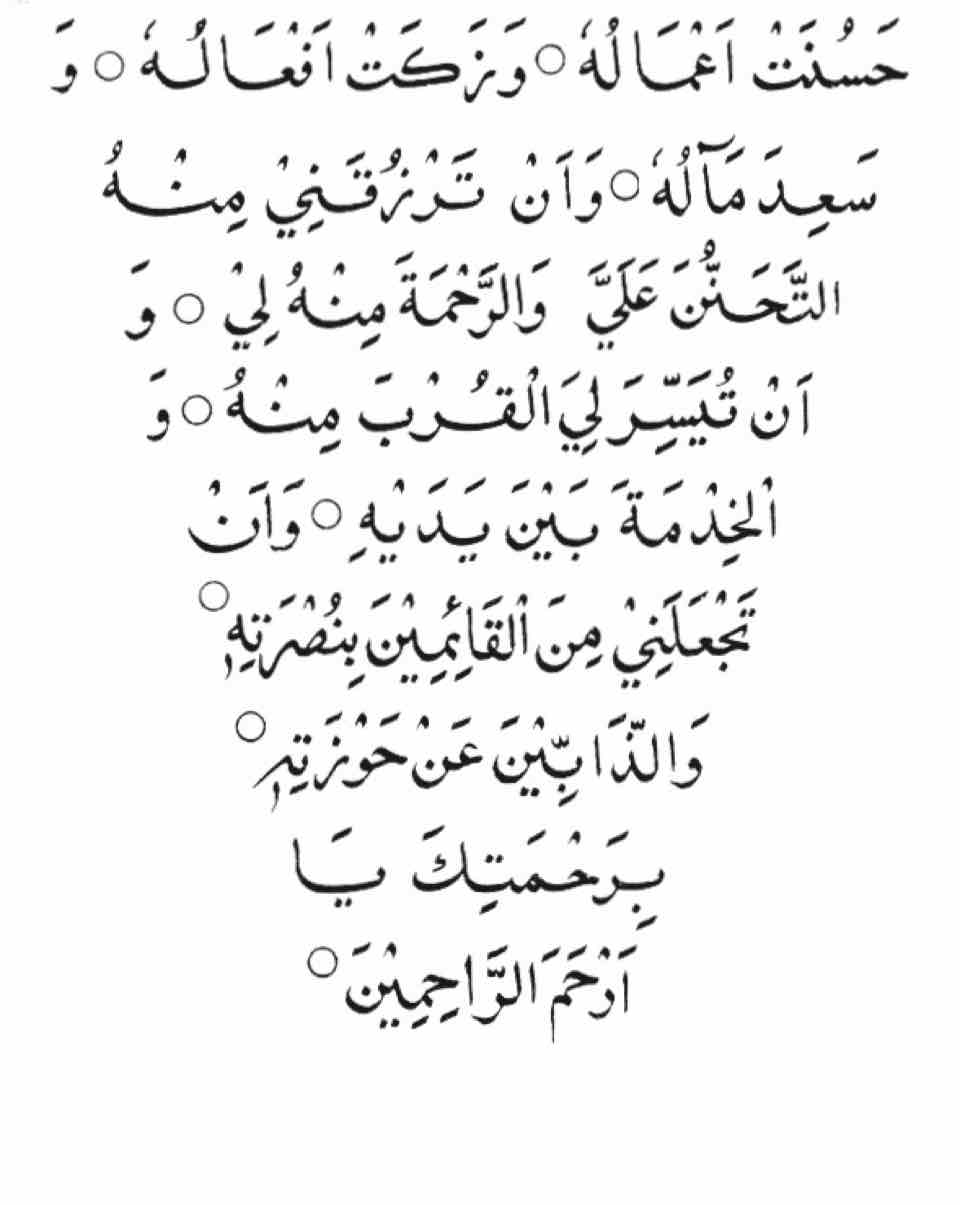 حَسُنَتْ اَعْمَالُهٗ ○ وَزَكَتْ اَفْعَالُهٗ ○ وَ
سَعِدَ مَآلُهٗ ○ وَاَنْ تَرْزُقَنِيْ مِنْهُ
التَّحَنُّنَ عَلَيَّ وَالرَّحْمَةَ مِنْهُ لِيْ ○ وَ
اَنْ تُيَسِّرَ لِيَ الْقُرْبَ مِنْهُ ○ وَ
الْخِدْمَةَ بَيْنَ يَدَيْهِ ○ وَاَنْ
تَجْعَلَنِيْ مِنَ الْقَائِمِيْنَ بِنُصْرَتِهٖ ○
وَالذَّابِّيْنَ عَنْ حَوْزَتِهٖ ○
بِرَحْمَتِكَ يَا
اَرْحَمَ الرَّاحِمِيْنَ ○